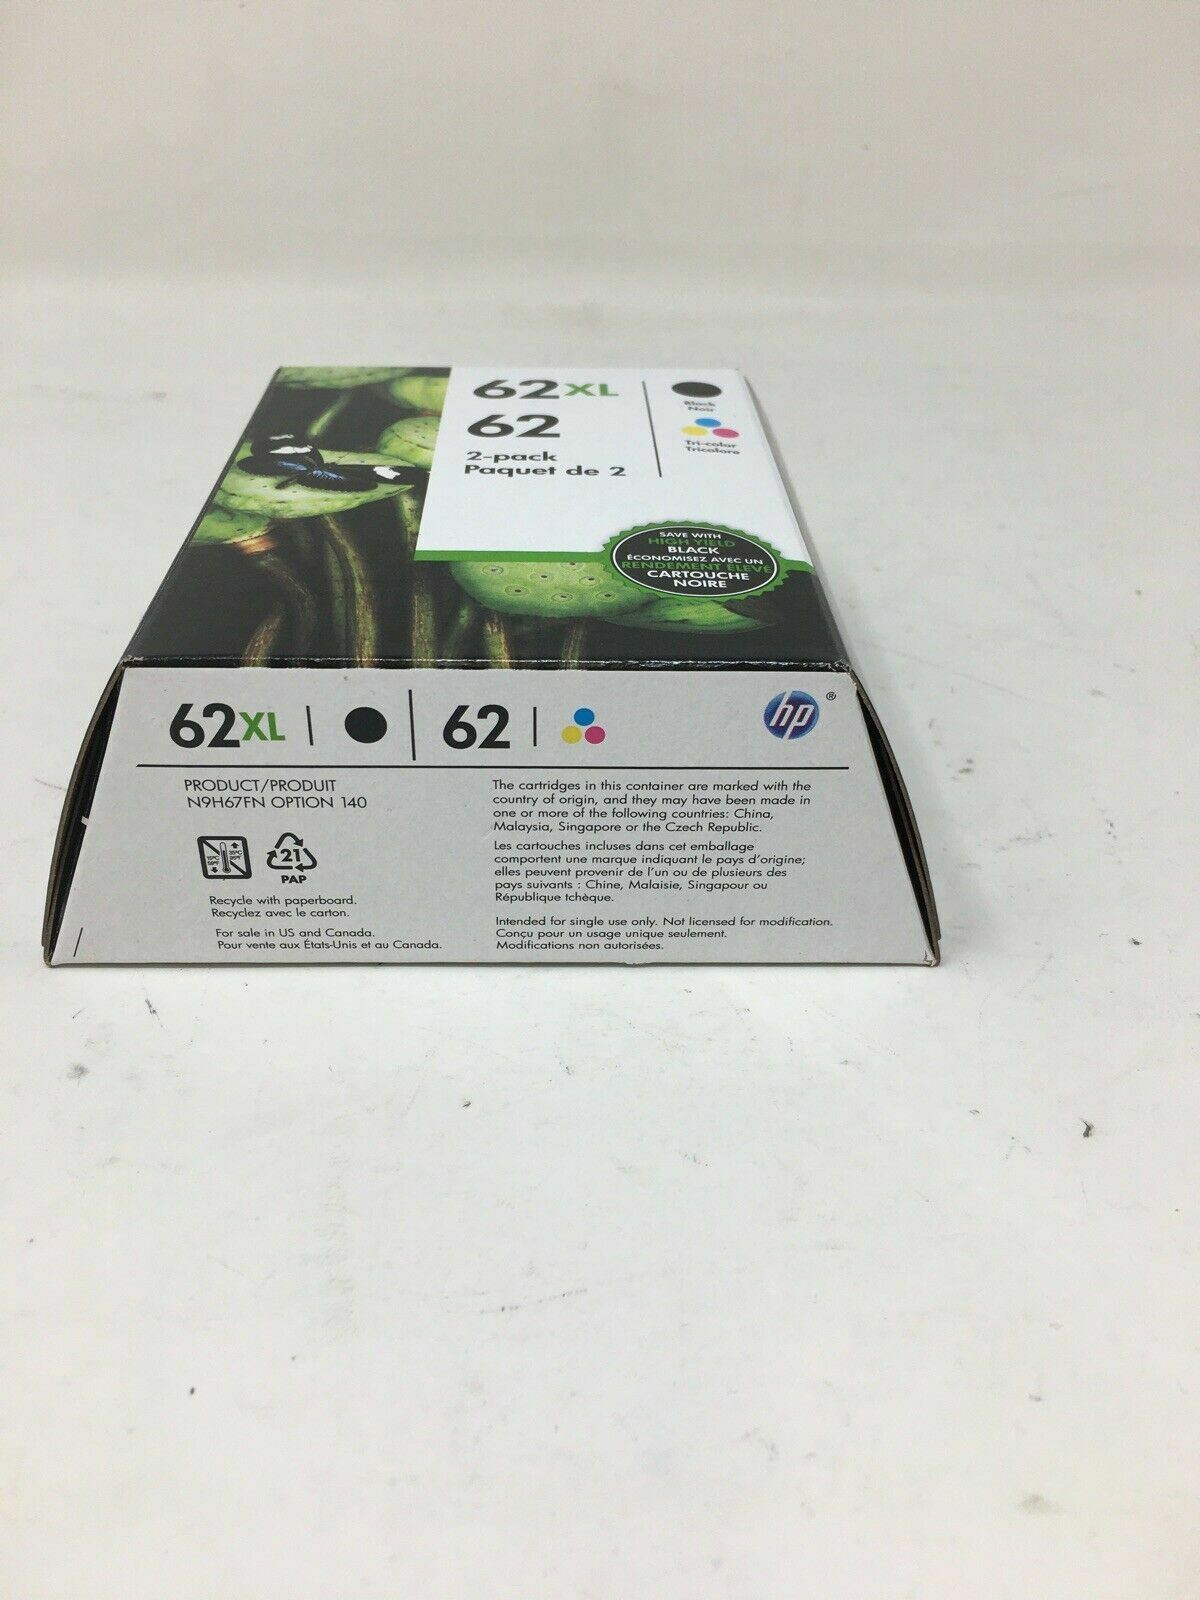 62XL
62
2-pack
Paquet de 2
Black
Noir
Tri-color
Tricolore
SAVE WITH
HIGH YIELD
BLACK
ÉCONOMISEZ AVEC UN
RENDEMENT ÉLEVÉ
CARTOUCHE
NOIRE
62XL 62 hp ®
PRODUCT/PRODUIT
N9H67FN OPTION 140
21
PAP
Recycle with paperboard.
Recyclez avec le carton.
For sale in US and Canada.
Pour vente aux États-Unis et au Canada.
The cartridges in this container are marked with the
country of origin, and they may have been made in
one or more of the following countries: China,
Malaysia, Singapore or the Czech Republic.
Les cartouches incluses dans cet emballage
comportent une marque indiquant le pays d'origine;
elles peuvent provenir de l'un ou de plusieurs des
pays suivants : Chine, Malaisie, Singapour ou
République tchèque.
Intended for single use only. Not licensed for modification.
Conçu pour un usage unique seulement.
Modifications non autorisées.